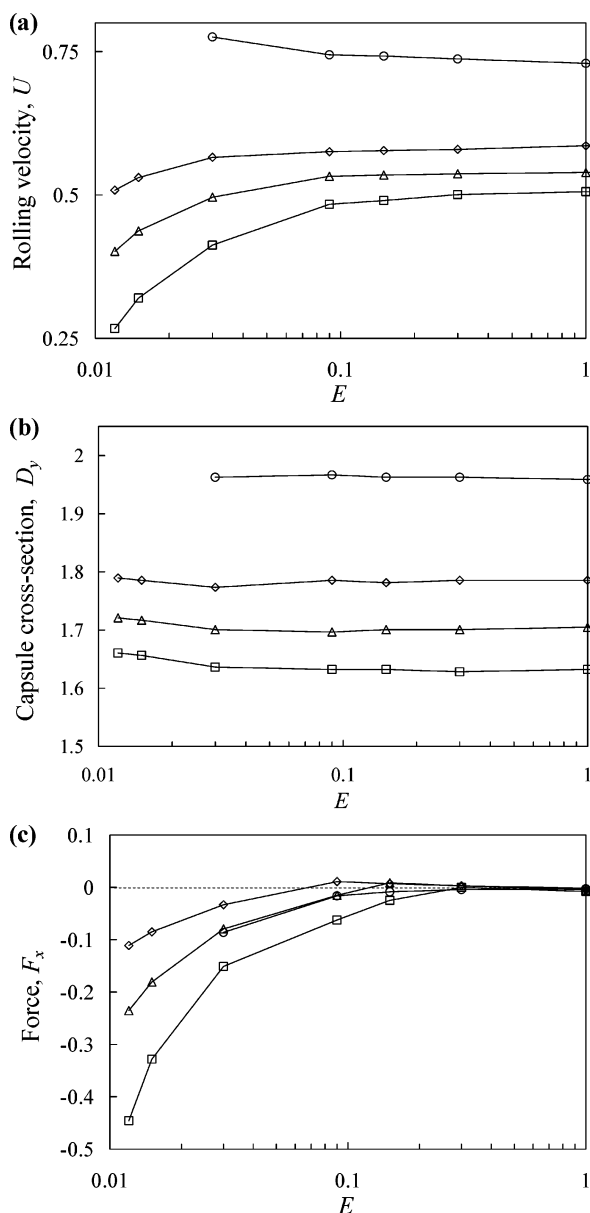 (a)
Rolling velocity, U
0.75
0.5
0.25
0.01 0.1 1
E
(b)
Capsule cross-section, D_y
2
1.9
1.8
1.7
1.6
1.5
0.01 0.1 1
E
(c)
Force, F_x
0.1
0
-0.1
-0.2
-0.3
-0.4
-0.5
0.01 0.1 1
E